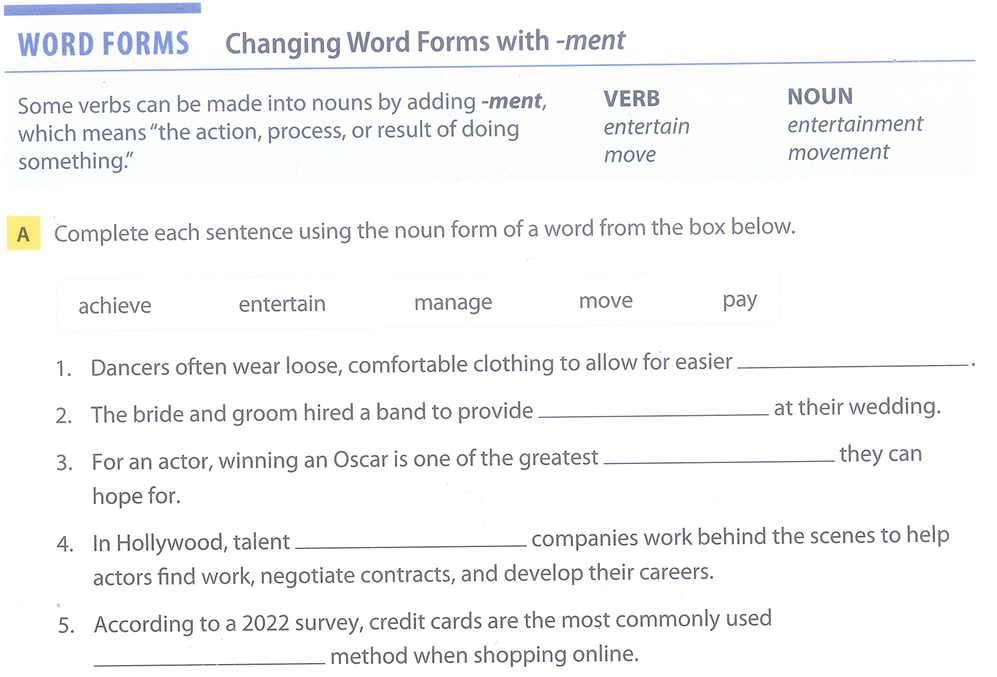 WORD FORMS Changing Word Forms with -ment
Some verbs can be made into nouns by adding -ment, VERB NOUN
which means “the action, process, or result of doing entertain entertainment
something.” move movement
A Complete each sentence using the noun form of a word from the box below.
achieve entertain manage move pay
1. Dancers often wear loose, comfortable clothing to allow for easier ____________________.
2. The bride and groom hired a band to provide ____________________ at their wedding.
3. For an actor, winning an Oscar is one of the greatest ____________________ they can
hope for.
4. In Hollywood, talent ____________________ companies work behind the scenes to help
actors find work, negotiate contracts, and develop their careers.
5. According to a 2022 survey, credit cards are the most commonly used
____________________ method when shopping online.